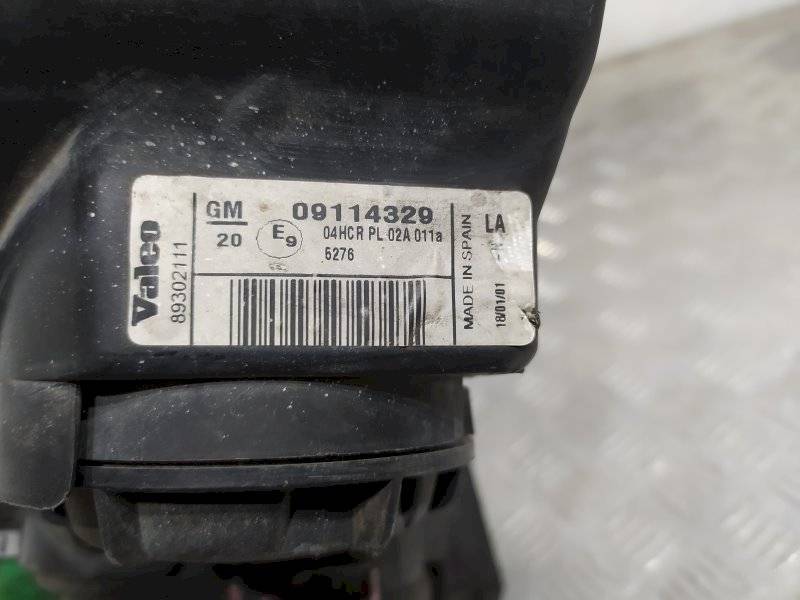 Valeo
89302111
GM
20
E9
09114329
04HCR PL 02A 011a
5276
MADE IN SPAIN
LA
18/01/01